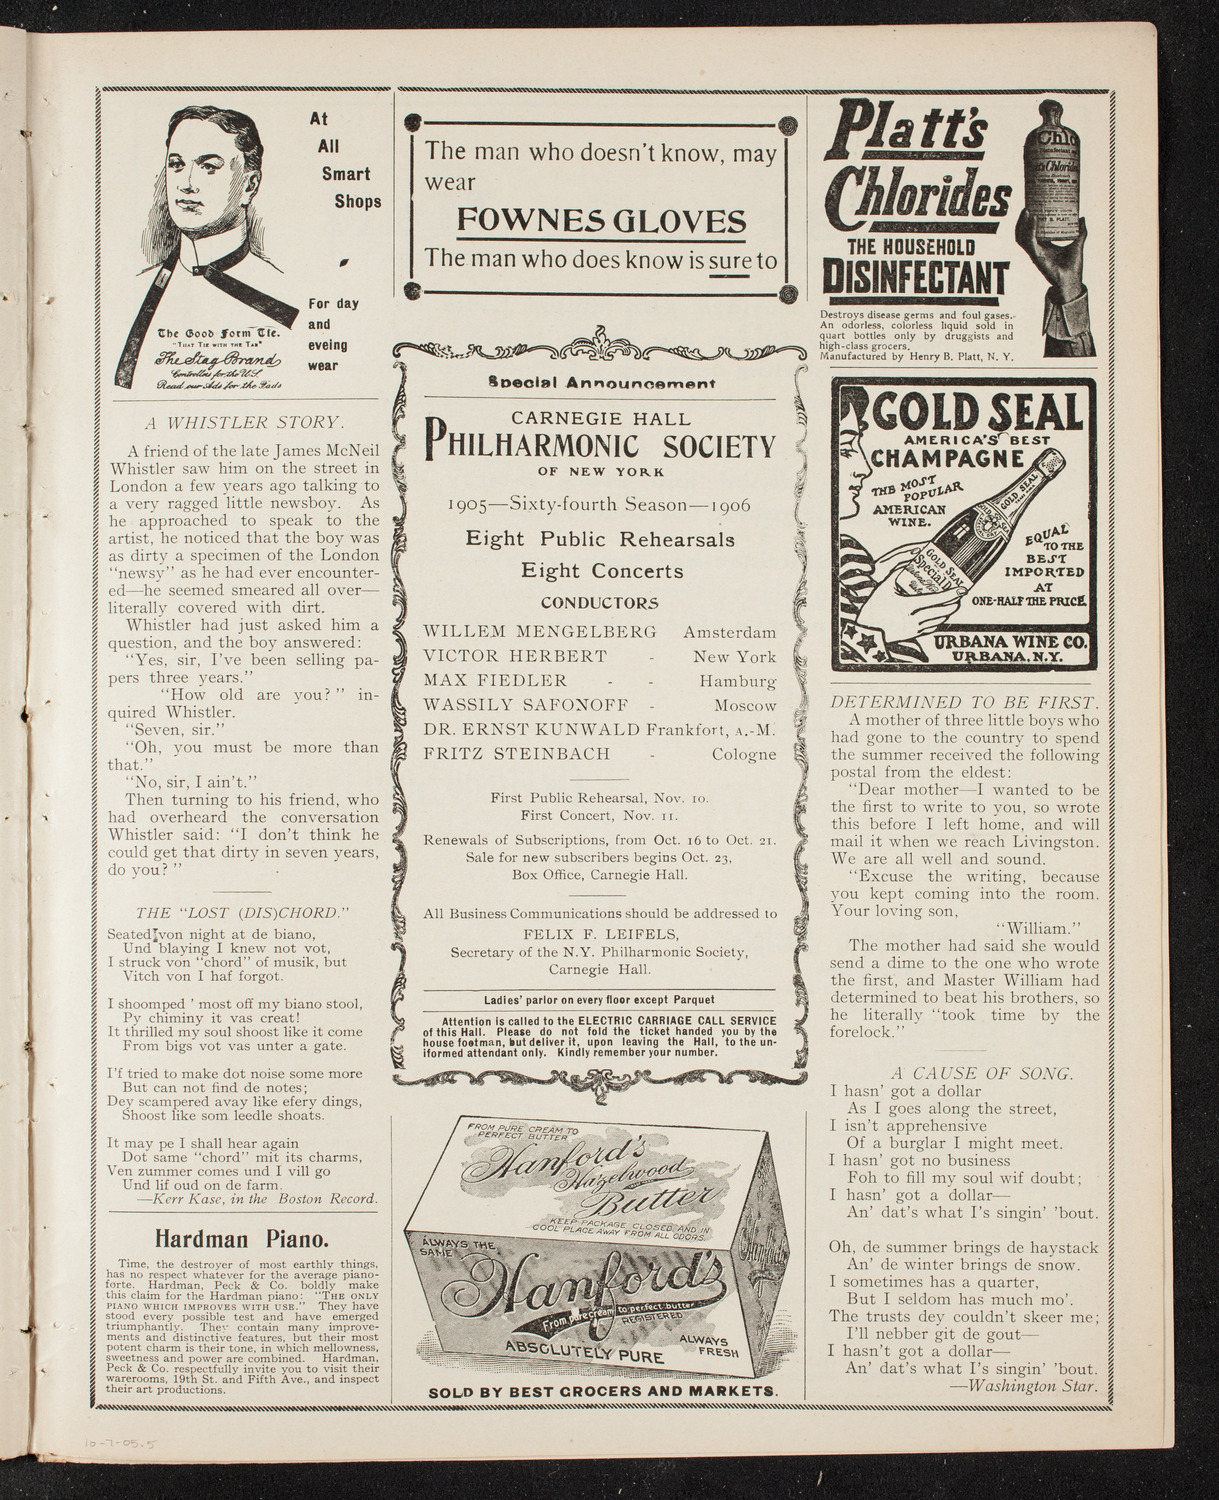 At
All
Smart
Shops
For day
and
eveing
wear
The Good Form Tie.
"THAT TIE WITH THE TAB"
The Stag Brand
Controllers for the U.S.
Read our Ads for the Fads
A WHISTLER STORY.
A friend of the late James McNeil
Whistler saw him on the street in
London a few years ago talking to
a very ragged little newsboy. As
he approached to speak to the
artist, he noticed that the boy was
as dirty a specimen of the London
"newsy" as he had ever encounter-
ed—he seemed smeared all over—
literally covered with dirt.
Whistler had just asked him a
question, and the boy answered:
"Yes, sir, I've been selling pa-
pers three years."
"How old are you?" in-
quired Whistler.
"Seven, sir."
"Oh, you must be more than
that."
"No, sir, I ain't."
Then turning to his friend, who
had overheard the conversation
Whistler said: "I don't think he
could get that dirty in seven years,
do you?"
THE "LOST (DIS)CHORD."
Seated von night at de biano,
Und blaying I knew not vot,
I struck von "chord" of musik, but
Vitch von I haf forgot.
I shoomped ' most off my biano stool,
Py chiminy it vas creat!
It thrilled my soul shoost like it come
From bigs vot vas unter a gate.
I'f tried to make dot noise some more
But can not find de notes;
Dey scampered avay like efery dings,
Shoost like som leedle shoats.
It may pe I shall hear again
Dot same "chord" mit its charms,
Ven zummer comes und I vill go
Und lif oud on de farm.
—Kerr Kase, in the Boston Record.
Hardman Piano.
Time, the destroyer of most earthly things,
has no respect whatever for the average piano-
forte. Hardman, Peck & Co. boldly make
this claim for the Hardman piano: "THE ONLY
PIANO WHICH IMPROVES WITH USE." They have
stood every possible test and have emerged
triumphantly. They contain many improve-
ments and distinctive features, but their most
potent charm is their tone, in which mellowness,
sweetness and power are combined. Hardman,
Peck & Co. respectfully invite you to visit their
warerooms, 19th St. and Fifth Ave., and inspect
their art productions.
The man who doesn't know, may
wear
FOWNES GLOVES
The man who does know is sure to
Special Announcement
CARNEGIE HALL
PHILHARMONIC SOCIETY
OF NEW YORK
1905—Sixty-fourth Season—1906
Eight Public Rehearsals
Eight Concerts
CONDUCTORS
WILLEM MENGELBERG Amsterdam
VICTOR HERBERT - New York
MAX FIEDLER - - Hamburg
WASSILY SAFONOFF - Moscow
DR. ERNST KUNWALD Frankfort, A.-M.
FRITZ STEINBACH - Cologne
First Public Rehearsal, Nov. 10.
First Concert, Nov. 11.
Renewals of Subscriptions, from Oct. 16 to Oct. 21.
Sale for new subscribers begins Oct. 23,
Box Office, Carnegie Hall.
All Business Communications should be addressed to
FELIX F. LEIFELS,
Secretary of the N.Y. Philharmonic Society,
Carnegie Hall.
Ladies' parlor on every floor except Parquet
Attention is called to the ELECTRIC CARRIAGE CALL SERVICE
of this Hall. Please do not fold the ticket handed you by the
house footman, but deliver it, upon leaving the Hall, to the un-
iformed attendant only. Kindly remember your number.
FROM PURE CREAM TO
PERFECT BUTTER
Hanford's
Hazelwood
Butter
KEEP PACKAGE CLOSED AND IN
COOL PLACE AWAY FROM ALL ODORS.
ALWAYS THE
SAME
Hanford's
From pure cream to perfect butter
REGISTERED
ABSOLUTELY PURE
ALWAYS
FRESH
Hanford's
SOLD BY BEST GROCERS AND MARKETS.
Platt's
Chlorides
THE HOUSEHOLD
DISINFECTANT
Destroys disease germs and foul gases.
An odorless, colorless liquid sold in
quart bottles only by druggists and
high-class grocers.
Manufactured by Henry B. Platt, N. Y.
GOLD SEAL
AMERICA'S BEST
CHAMPAGNE
THE MOST
POPULAR
AMERICAN
WINE.
GOLD SEAL
GOLD SEAL
Special Dry
EQUAL
TO THE
BEST
IMPORTED
AT
ONE-HALF THE PRICE.
URBANA WINE CO.
URBANA, N.Y.
DETERMINED TO BE FIRST.
A mother of three little boys who
had gone to the country to spend
the summer received the following
postal from the eldest:
"Dear mother—I wanted to be
the first to write to you, so wrote
this before I left home, and will
mail it when we reach Livingston.
We are all well and sound.
"Excuse the writing, because
you kept coming into the room.
Your loving son,
"William."
The mother had said she would
send a dime to the one who wrote
the first, and Master William had
determined to beat his brothers, so
he literally "took time by the
forelock."
A CAUSE OF SONG.
I hasn' got a dollar
As I goes along the street,
I isn't apprehensive
Of a burglar I might meet.
I hasn' got no business
Foh to fill my soul wif doubt;
I hasn' got a dollar—
An' dat's what I's singin' 'bout.
Oh, de summer brings de haystack
An' de winter brings de snow.
I sometimes has a quarter,
But I seldom has much mo'.
The trusts dey couldn't skeer me;
I'll nebber git de gout—
I hasn't got a dollar—
An' dat's what I's singin' 'bout.
—Washington Star.
10-7-05.5